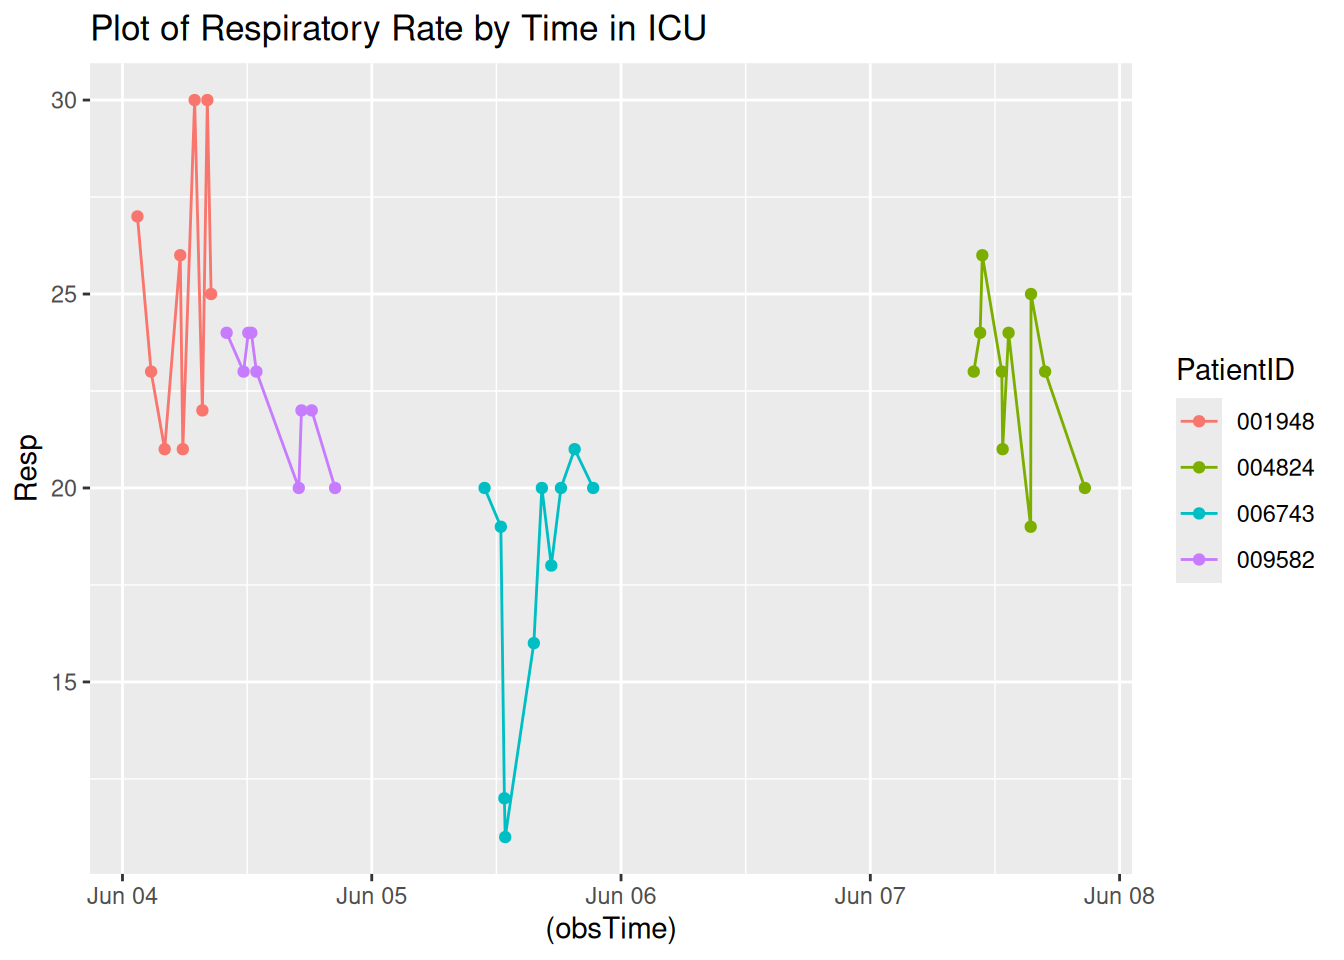 Plot of Respiratory Rate by Time in ICU
30
25
20
15
Resp
Jun 04
Jun 05
Jun 06
Jun 07
Jun 08
(obsTime)
PatientID
001948
004824
006743
009582